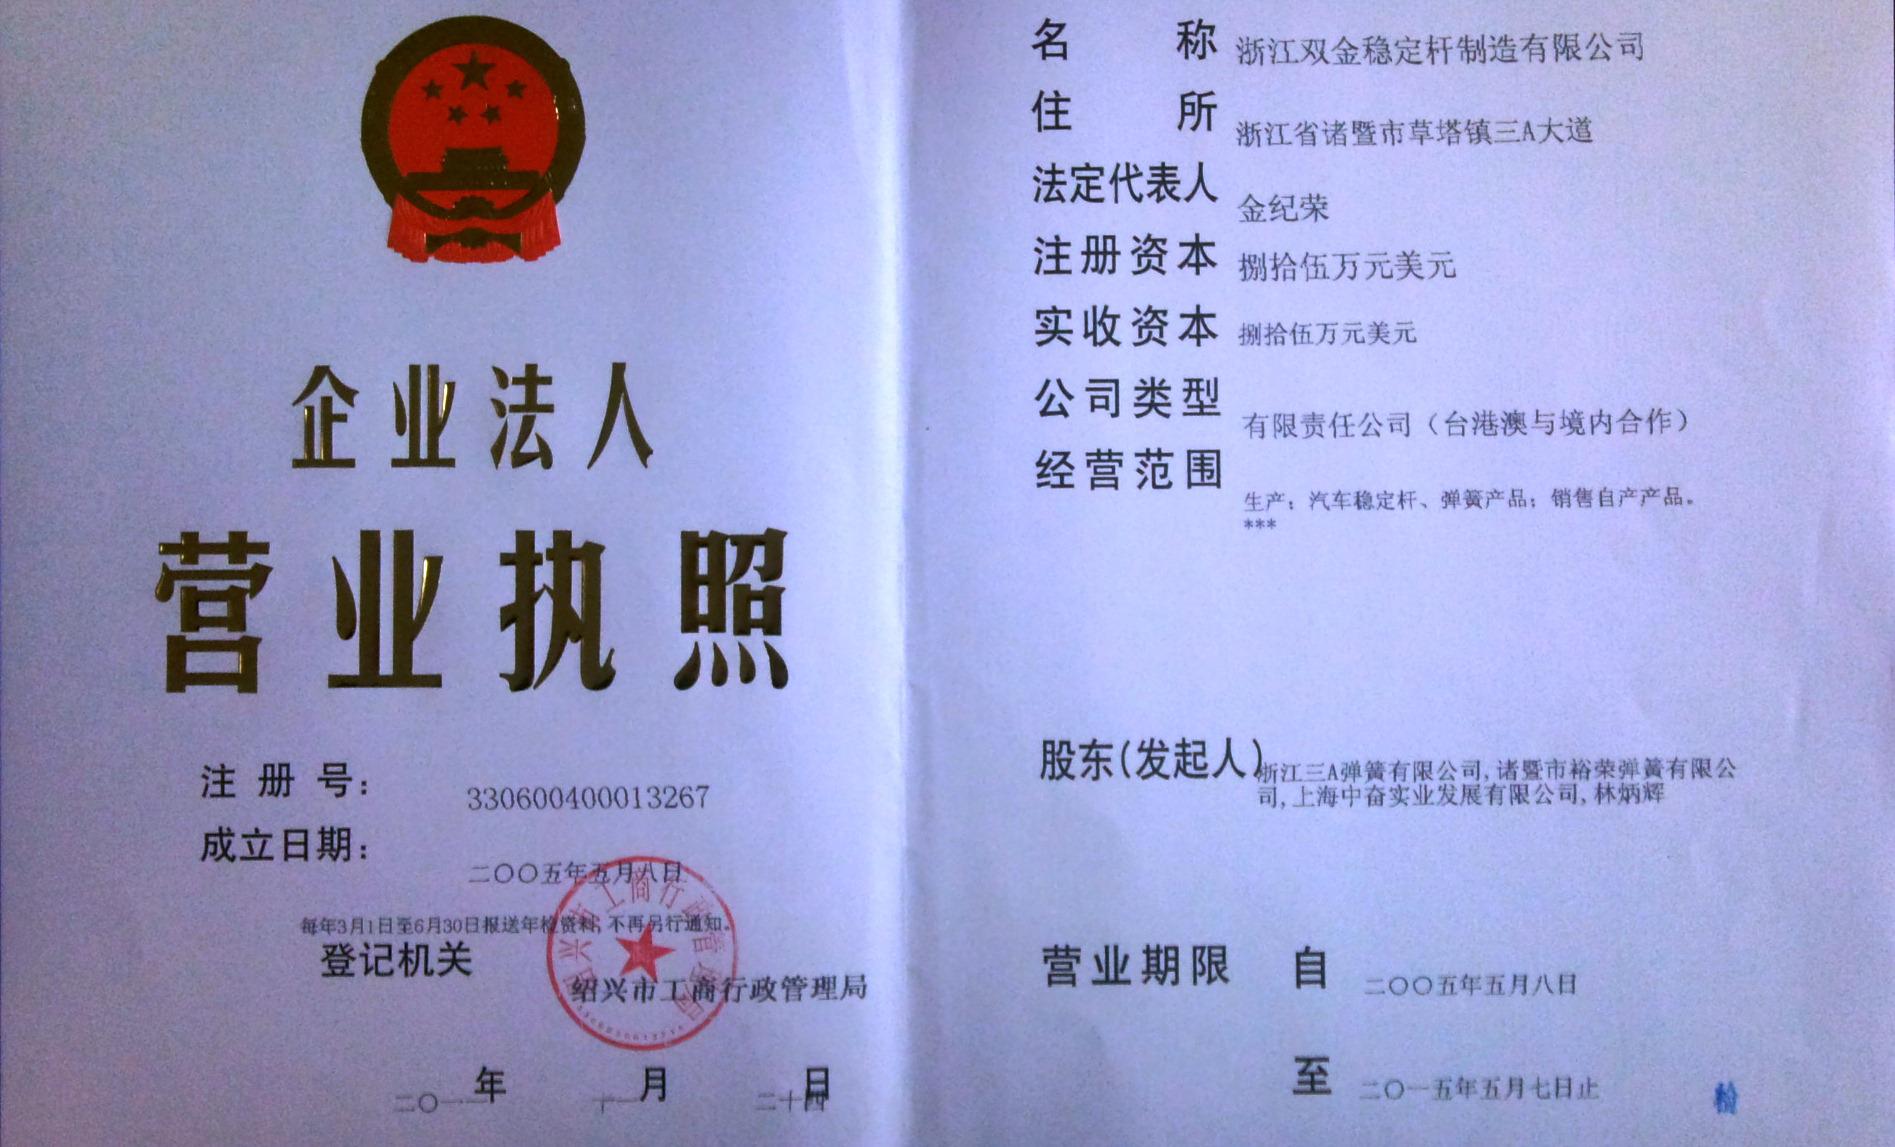 企业法人
营业执照
注册号： 330600400013267
成立日期： 二〇〇五年五月八日
每年3月1日至6月30日报送年检资料，不再另行通知。
登记机关
绍兴市工商行政管理局
二〇一一年十一月二十四日
名称 浙江双金稳定杆制造有限公司
住所 浙江省诸暨市草塔镇三A大道
法定代表人 金纪荣
注册资本 捌拾伍万元美元
实收资本 捌拾伍万元美元
公司类型 有限责任公司（台港澳与境内合作）
经营范围
生产：汽车稳定杆、弹簧产品；销售自产产品。
***
股东(发起人) 浙江三A弹簧有限公司,诸暨市裕荣弹簧有限公
司,上海中奋实业发展有限公司,林炳辉
营业期限 自 二〇〇五年五月八日
至 二〇一五年五月七日止